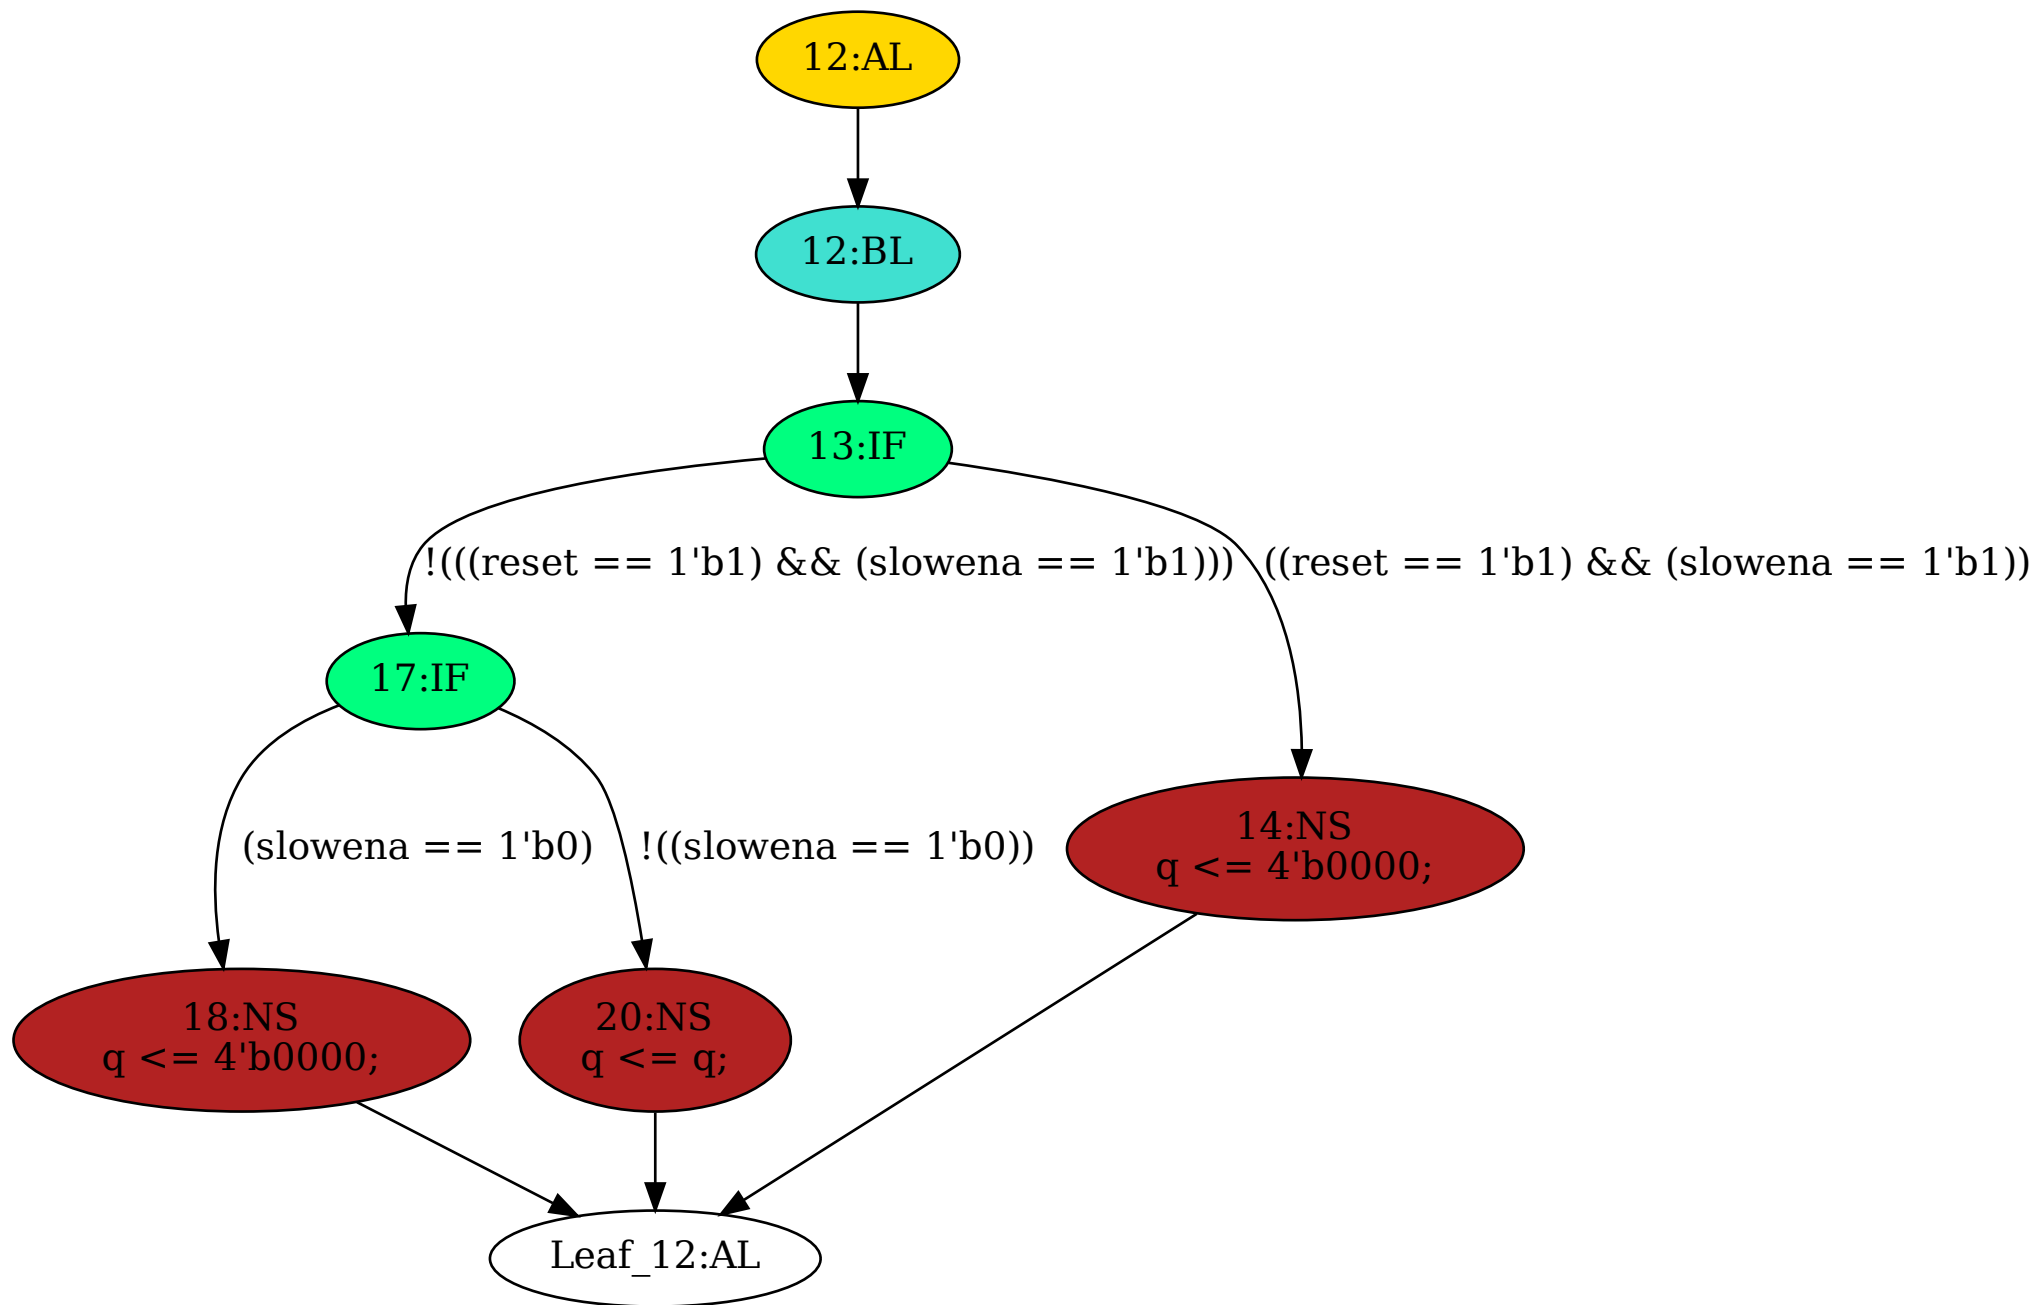 12:AL
12:BL
13:IF
!(((reset == 1'b1) && (slowena == 1'b1)))
((reset == 1'b1) && (slowena == 1'b1))
17:IF
14:NS
q <= 4'b0000;
(slowena == 1'b0)
!((slowena == 1'b0))
18:NS
q <= 4'b0000;
20:NS
q <= q;
Leaf_12:AL